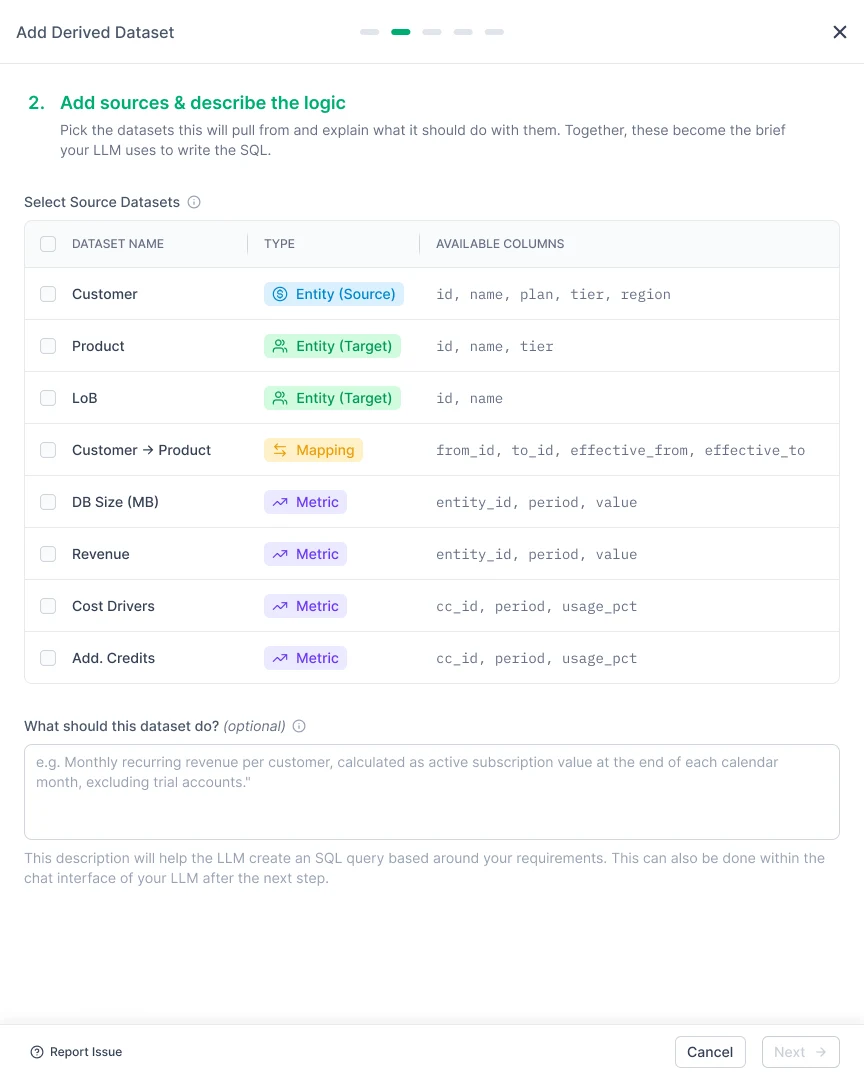 Add Derived Dataset
2. Add sources & describe the logic
Pick the datasets this will pull from and explain what it should do with them. Together, these become the brief
your LLM uses to write the SQL.
Select Source Datasets
DATASET NAME TYPE AVAILABLE COLUMNS
Customer Entity (Source) id, name, plan, tier, region
Product Entity (Target) id, name, tier
LoB Entity (Target) id, name
Customer → Product Mapping from_id, to_id, effective_from, effective_to
DB Size (MB) Metric entity_id, period, value
Revenue Metric entity_id, period, value
Cost Drivers Metric cc_id, period, usage_pct
Add. Credits Metric cc_id, period, usage_pct
What should this dataset do? (optional)
e.g. Monthly recurring revenue per customer, calculated as active subscription value at the end of each calendar
month, excluding trial accounts."
This description will help the LLM create an SQL query based around your requirements. This can also be done within the
chat interface of your LLM after the next step.
Report Issue Cancel Next →